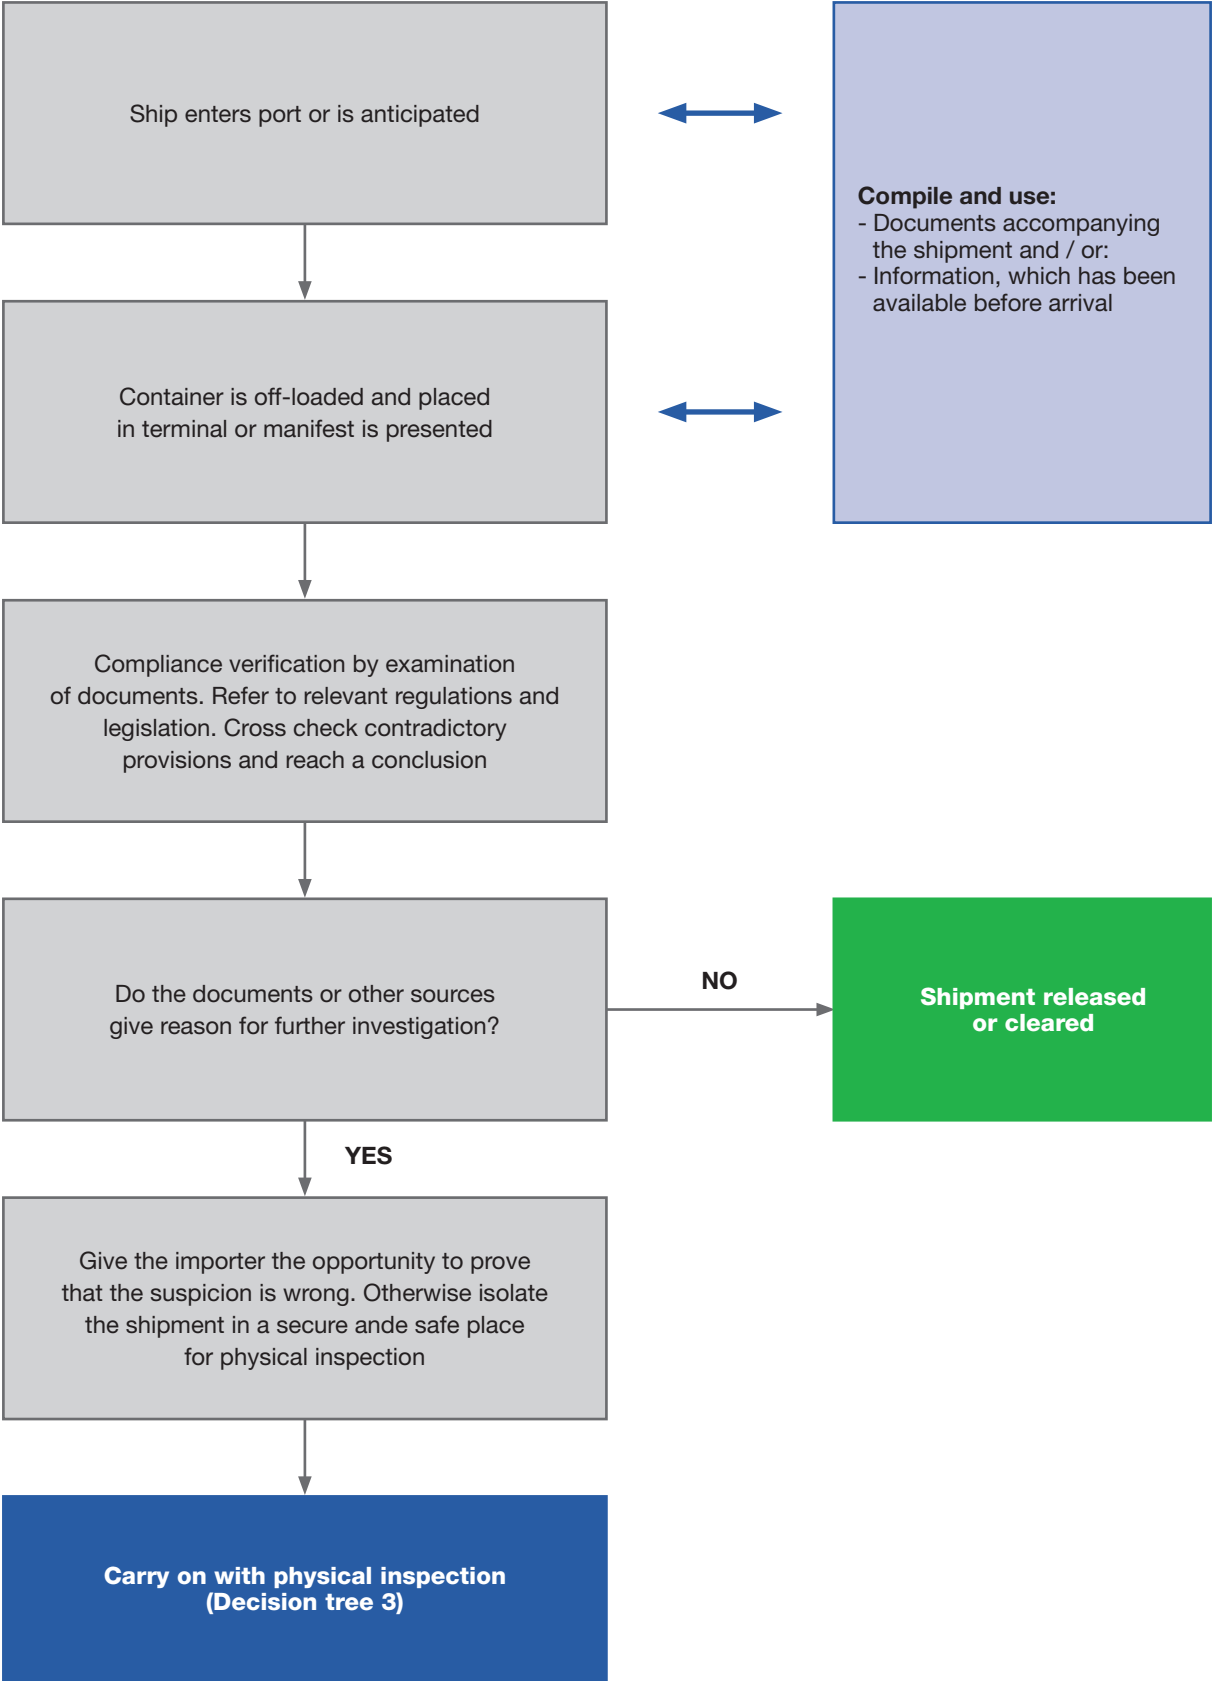 Ship enters port or is anticipated
Compile and use:
- Documents accompanying
the shipment and / or:
- Information, which has been
available before arrival
Container is off-loaded and placed
in terminal or manifest is presented
Compliance verification by examination
of documents. Refer to relevant regulations and
legislation. Cross check contradictory
provisions and reach a conclusion
Do the documents or other sources
give reason for further investigation?
NO
Shipment released
or cleared
YES
Give the importer the opportunity to prove
that the suspicion is wrong. Otherwise isolate
the shipment in a secure ande safe place
for physical inspection
Carry on with physical inspection
(Decision tree 3)